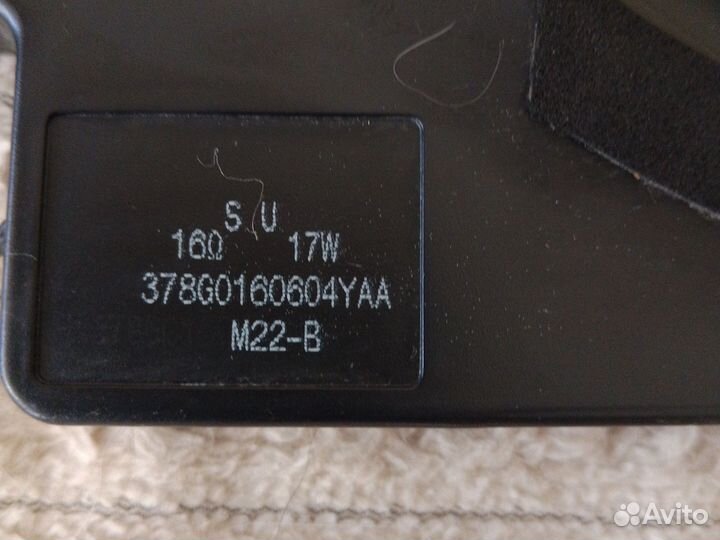 S U
16Ω 17W
378G0160604YAA
M22-B
Avito